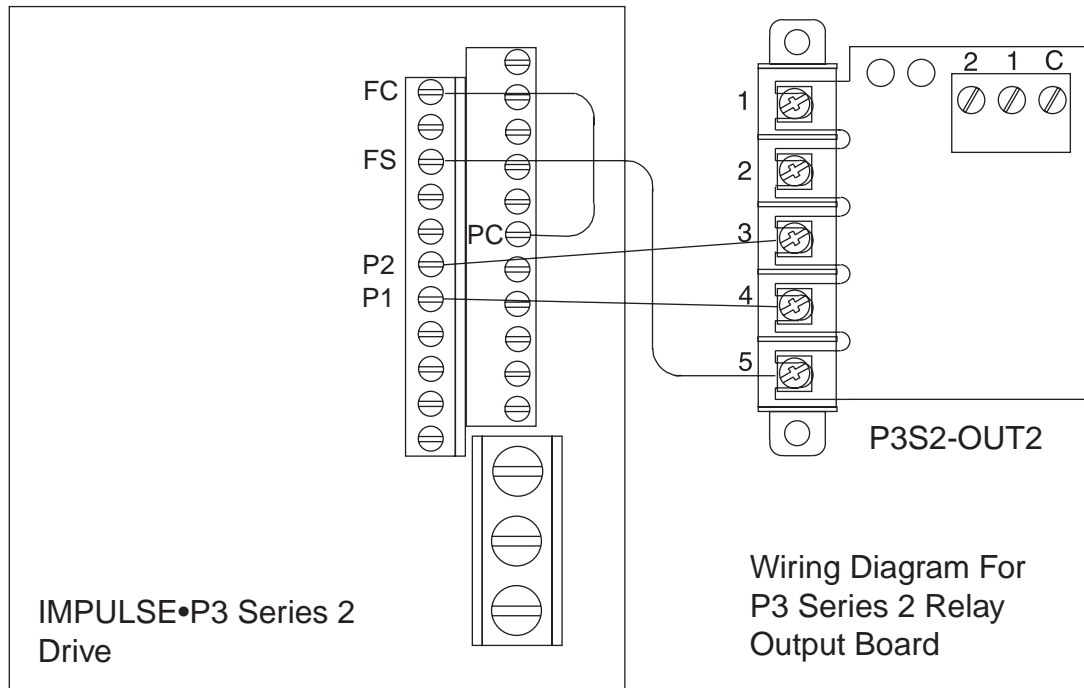 FC
FS
PC
P2
P1
1
2
3
4
5
2 1 C
P3S2-OUT2
IMPULSE•P3 Series 2
Drive
Wiring Diagram For
P3 Series 2 Relay
Output Board